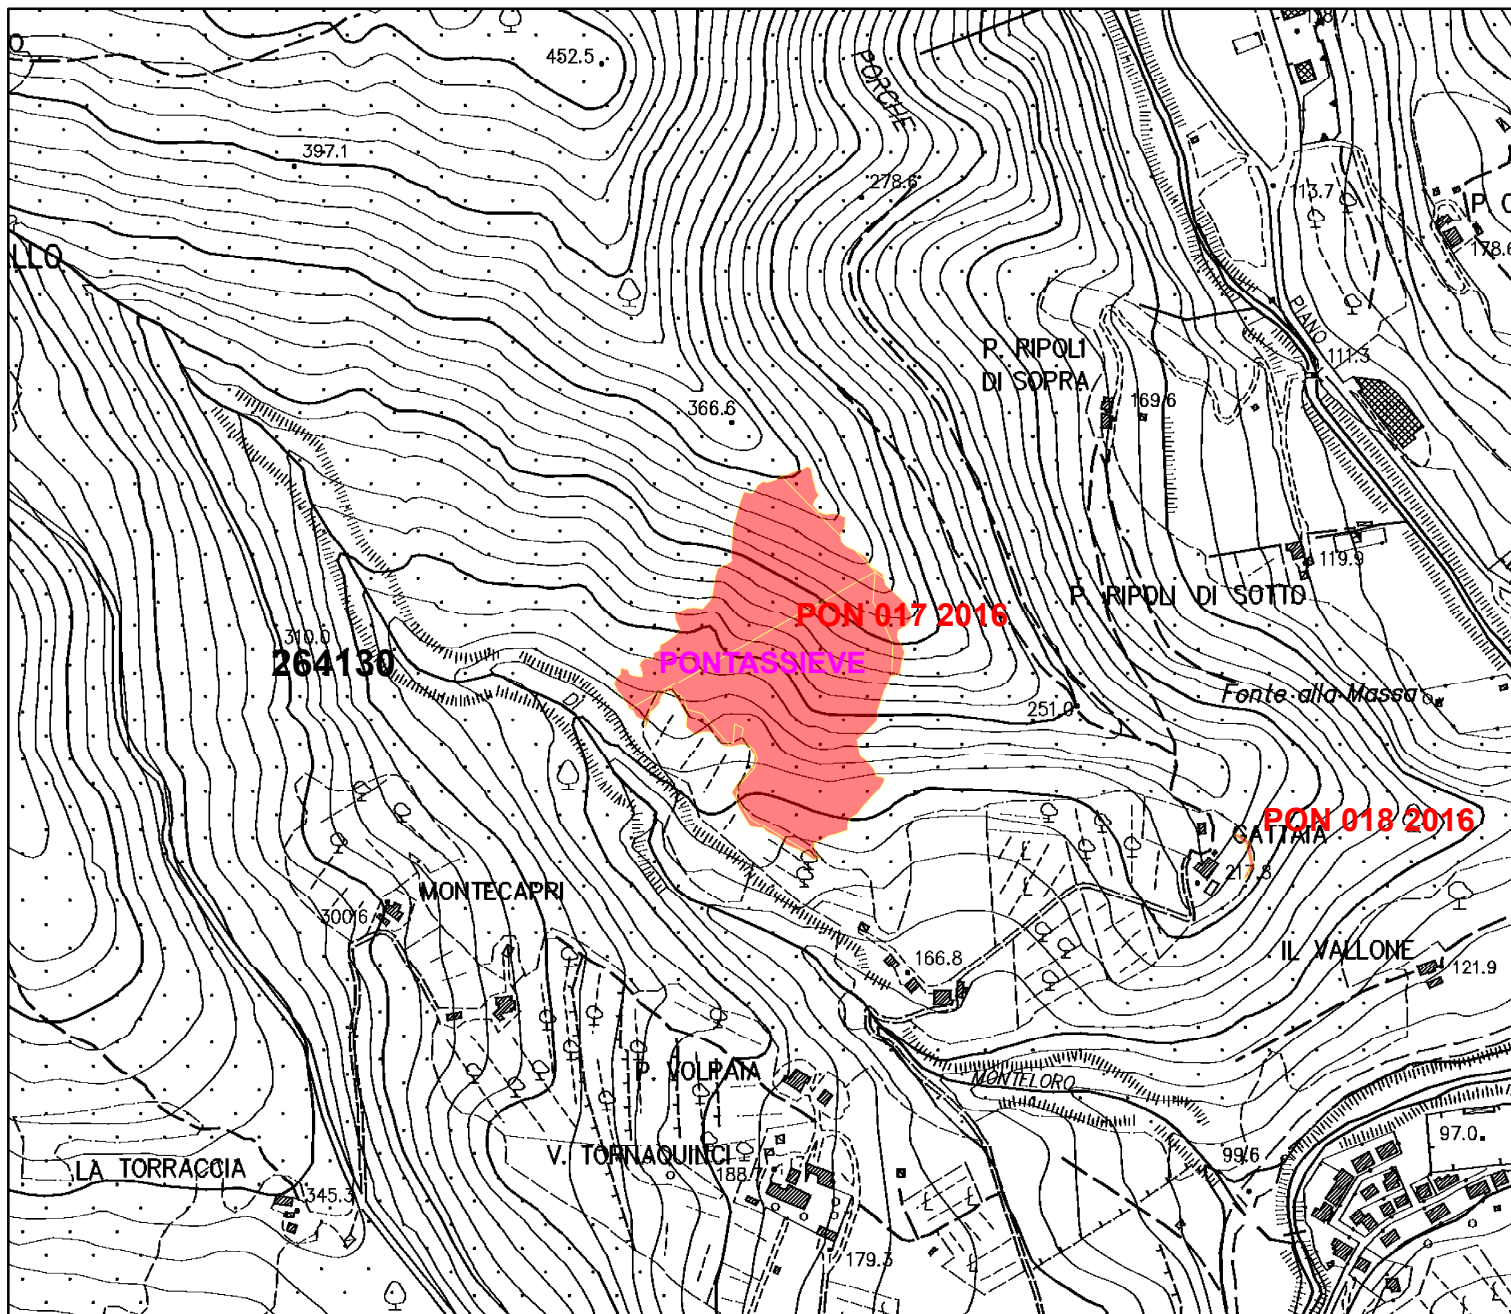 452.5
PORCHE
397.1
278.6
113.7
178.6
LLO
PIANO
P. RIPOLI
DI SOPRA
111.3
366.6
169.6
119.9
PON 017 2016
P. RIPOLI DI SOTTO
310.0
264130
PONTASSIEVE
Fonte alla Massa
DI
251.0
PON 018 2016
GATTAIA
217.8
MONTECAPRI
300.6
IL VALLONE
166.8
121.9
P. VOLPAIA
MONTELORO
97.0
LA TORRACCIA
V. TORNAQUINCI
188.7
99.6
345.3
179.3